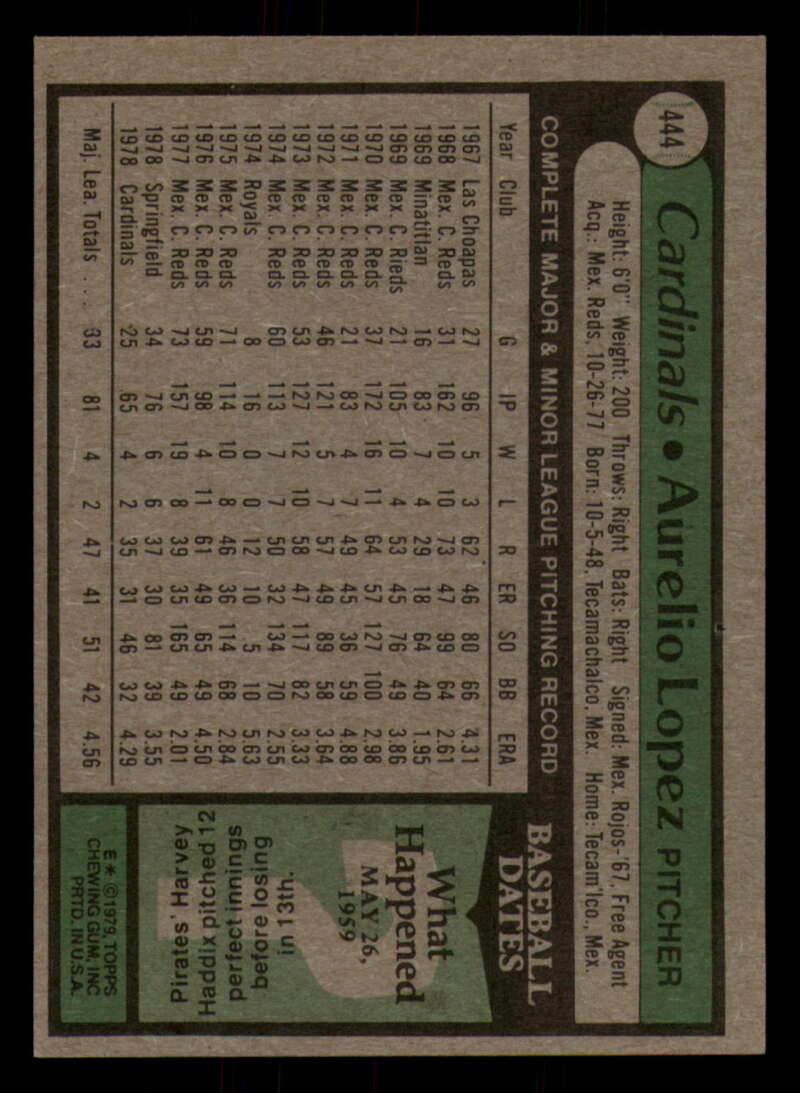 444
Cardinals • Aurelio Lopez PITCHER
Height: 6'0" Weight: 200 Throws: Right Bats: Right Signed: Mex. Rojos-'67, Free Agent
Acq.: Mex. Reds, 10-26-77 Born: 10-5-48, Tecamachalco, Mex. Home: Tecam'lco., Mex.
COMPLETE MAJOR & MINOR LEAGUE PITCHING RECORD
Year Club G IP W L R ER SO BB ERA
1967 Las Choapas 27 96 5 3 62 46 80 66 4.31
1968 Mex. C. Reds 31 162 10 10 73 47 99 64 2.61
1969 Minatitlan 16 83 7 4 29 18 64 40 1.95
1969 Mex. C. Rieds 21 105 10 4 53 45 76 49 3.86
1970 Mex. C. Reds 37 172 16 11 64 57 127 100 2.98
1971 Mex. C. Reds 21 83 4 7 49 45 36 59 4.88
1972 Mex. C. Reds 46 121 5 7 57 49 89 58 3.64
1973 Mex. C. Reds 53 127 12 10 58 47 117 82 3.33
1974 Mex. C. Reds 60 113 7 7 50 32 134 70 2.55
1974 Royals 8 16 0 0 12 10 5 10 5.63
1975 Mex. C. Reds 71 114 10 8 46 36 114 68 2.84
1976 Mex. C. Reds 59 98 4 11 61 49 65 49 4.50
1977 Mex. C. Reds 73 157 19 8 39 35 165 49 2.01
1978 Springfield 34 76 6 6 37 30 81 39 3.55
1978 Cardinals 25 65 4 2 35 31 46 32 4.29
Maj. Lea. Totals . . . . 33 81 4 2 47 41 51 42 4.56
BASEBALL
DATES
What
Happened
MAY 26,
1959
Pirates' Harvey
Haddix pitched 12
perfect innings
before losing
in 13th.
E * ©1979, TOPPS
CHEWING GUM, INC
PRTD. IN U.S.A.